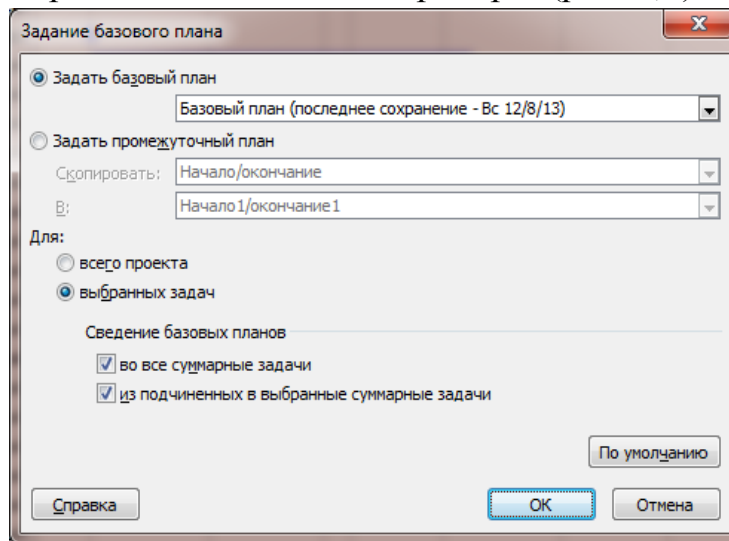 Задание базового плана
Задать базовый план
Базовый план (последнее сохранение - Вс 12/8/13)
Задать промежуточный план
Скопировать: Начало/окончание
В: Начало1/окончание1
Для:
всего проекта
выбранных задач
Сведение базовых планов
во все суммарные задачи
из подчиненных в выбранные суммарные задачи
По умолчанию
Справка ОК Отмена